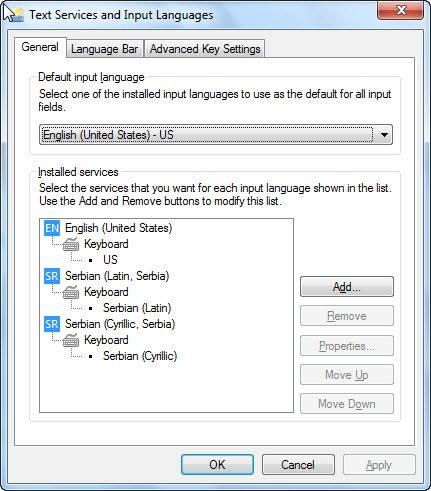 Text Services and Input Languages
General
Language Bar
Advanced Key Settings
Default input language
Select one of the installed input languages to use as the default for all input
fields.
English (United States) - US
Installed services
Select the services that you want for each input language shown in the list.
Use the Add and Remove buttons to modify this list.
EN English (United States)
Keyboard
US
SR Serbian (Latin, Serbia)
Keyboard
Serbian (Latin)
SR Serbian (Cyrillic, Serbia)
Keyboard
Serbian (Cyrillic)
Add...
Remove
Properties...
Move Up
Move Down
OK
Cancel
Apply